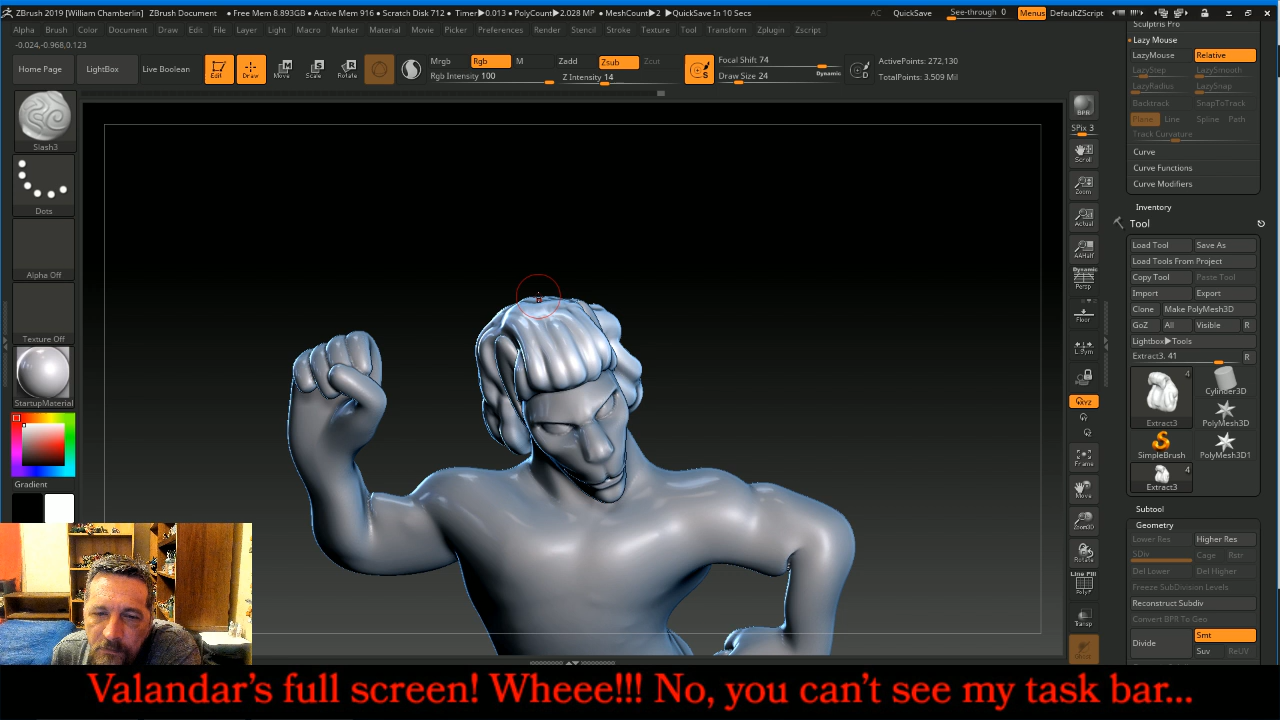 ZBrush 2019 [William Chamberlin] ZBrush Document • Free Mem 8.893GB • Active Mem 916 • Scratch Disk 712 • Timer▶0.013 • PolyCount▶2.028 MP • MeshCount▶2 ▶QuickSave In 10 Secs AC QuickSave See-through 0 Menus DefaultZScript
Alpha Brush Color Document Draw Edit File Layer Light Macro Marker Material Movie Picker Preferences Render Stencil Stroke Texture Tool Transform Zplugin Zscript
-0.024,-0.968,0.123
Home Page LightBox Live Boolean Edit Draw Move Scale Rotate
Mrgb Rgb M Zadd Zsub Zcut
Rgb Intensity 100 Z Intensity 14
S Focal Shift 74
Draw Size 24 Dynamic D
ActivePoints: 272,130
TotalPoints: 3.509 Mil
Slash3
Dots
Alpha Off
Texture Off
StartupMaterial
Gradient
BPR
SPix 3
Scroll
Zoom
Actual
AAHalf
Dynamic
Persp
Floor
L.Sym
XYZ
Frame
Move
Zoom3D
Rotate
Line Fill
PolyF
Transp
Ghost
Sculptris Pro
Lazy Mouse
LazyMouse Relative
LazyStep LazySmooth
LazyRadius LazySnap
Backtrack SnapToTrack
Plane Line Spline Path
Track Curvature
Curve
Curve Functions
Curve Modifiers
Inventory
Tool
Load Tool Save As
Load Tools From Project
Copy Tool Paste Tool
Import Export
Clone Make PolyMesh3D
GoZ All Visible R
Lightbox▶Tools
Extract3. 41 R
4
Cylinder3D
Extract3 PolyMesh3D
SimpleBrush PolyMesh3D1
4
Extract3
Subtool
Geometry
Lower Res Higher Res
SDiv Cage Rstr
Del Lower Del Higher
Freeze SubDivision Levels
Reconstruct Subdiv
Convert BPR To Geo
Divide Smt
Suv ReUV
Valandar's full screen! Wheee!!! No, you can't see my task bar...